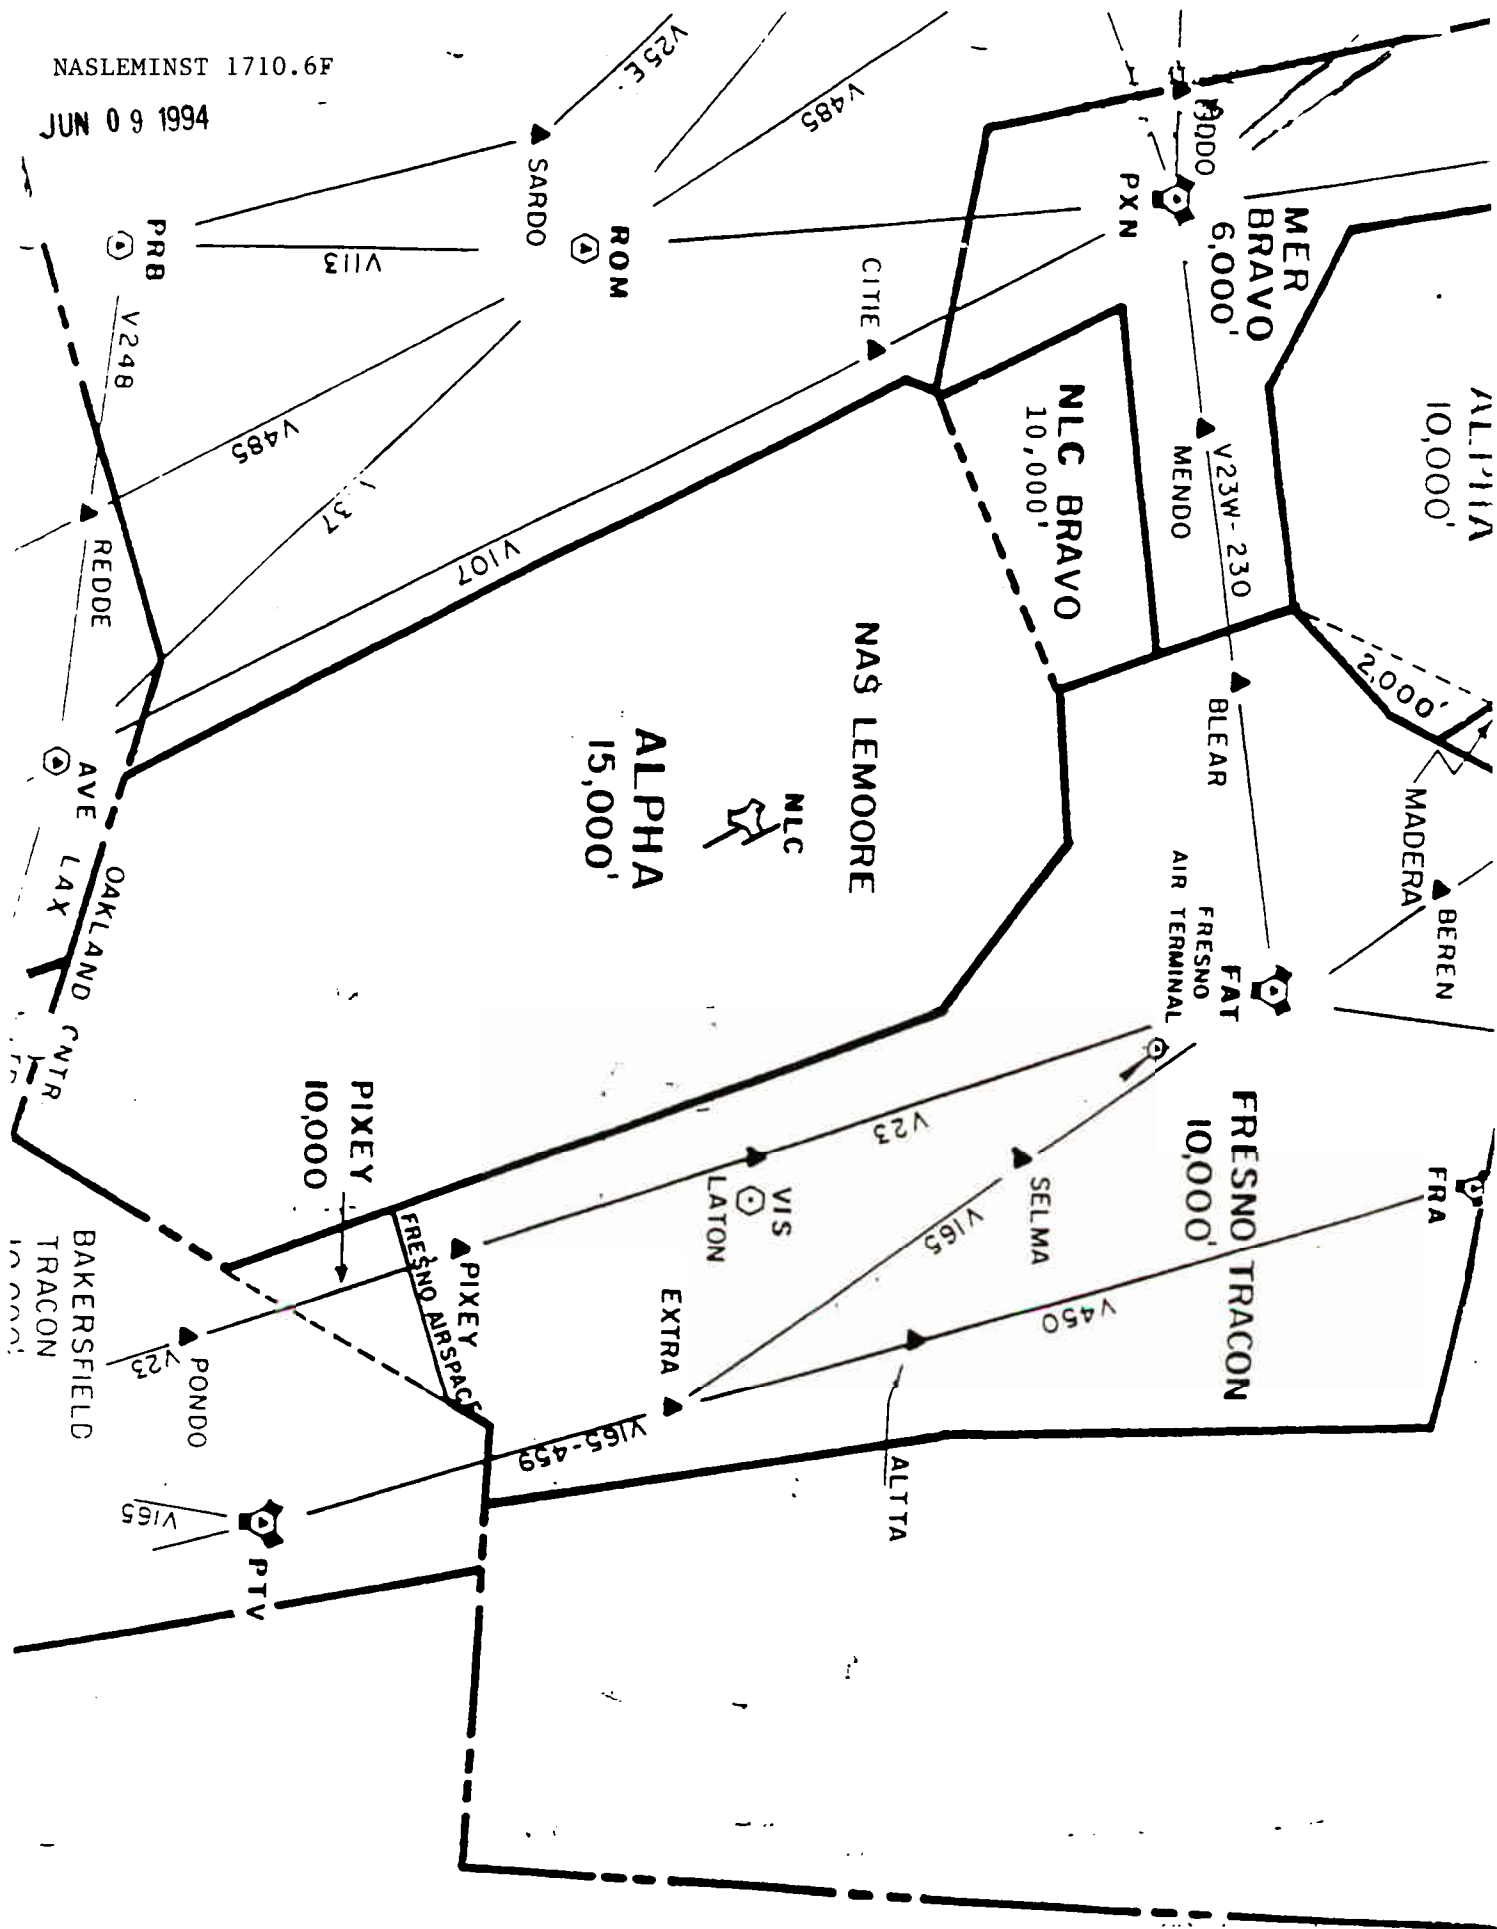 NASLEMINST 1710.6F
JUN 09 1994
V25E
V485
SARDO
PRB
V113
ROM
CITIE
PXN
MER
BRAVO
6,000'
ALPHA
10,000'
V248
V485
REDDE
V107
NLC BRAVO
10,000'
MENDO
V23W-230
BLEAR
2,000'
MADERA
BEREN
NAS LEMOORE
ALPHA
15,000'
NLC
AVE
LAX
OAKLAND CNTR
FAT
FRESNO
AIR TERMINAL
FRESNO TRACON
10,000'
FRA
V23
VIS
LATON
SELMA
V165
V450
PIXEY
10,000
FRESNO AIRSPACE
PIXEY
EXTRA
ALTTA
V165-459
PONDO
V23
BAKERSFIELD
TRACON
V165
PTV